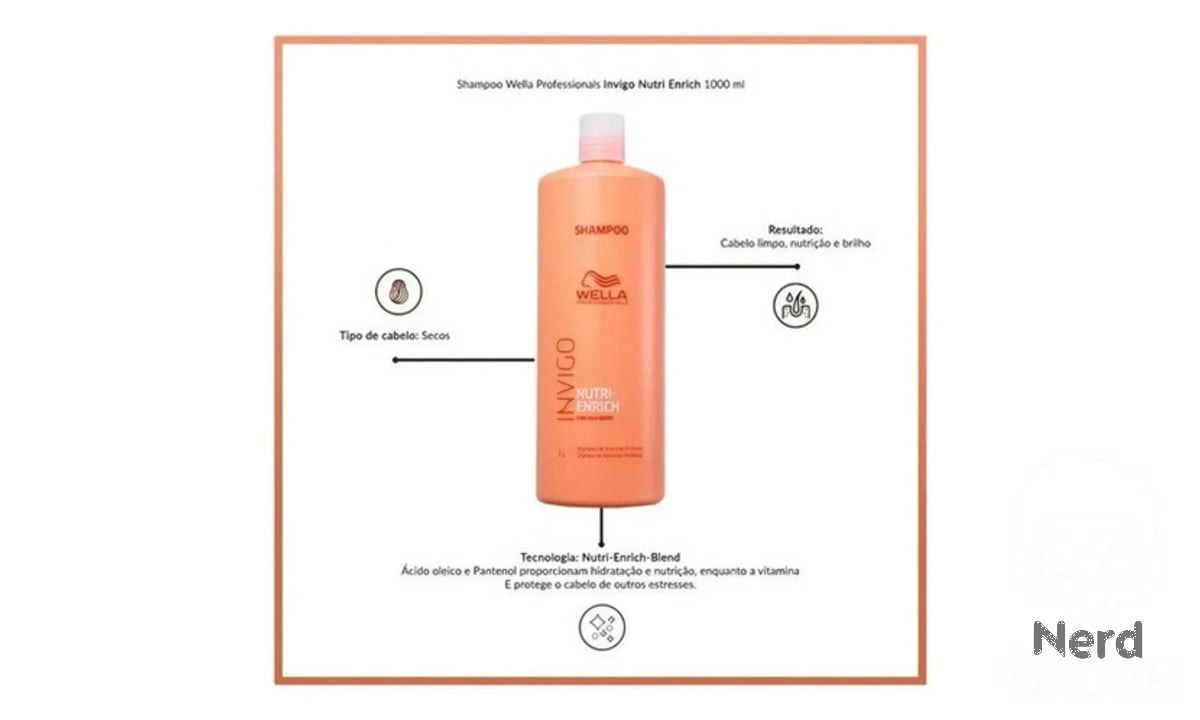 Shampoo Wella Professionals Invigo Nutri Enrich 1000 ml
SHAMPOO
Resultado:
Cabelo limpo, nutrição e brilho
WELLA
PROFESSIONALS
Tipo de cabelo: Secos
INVIGO
NUTRI-
ENRICH
1L
Tecnologia: Nutri-Enrich-Blend
Ácido oleico e Pantenol proporcionam hidratação e nutrição, enquanto a vitamina
E protege o cabelo de outros estresses.
Nerd